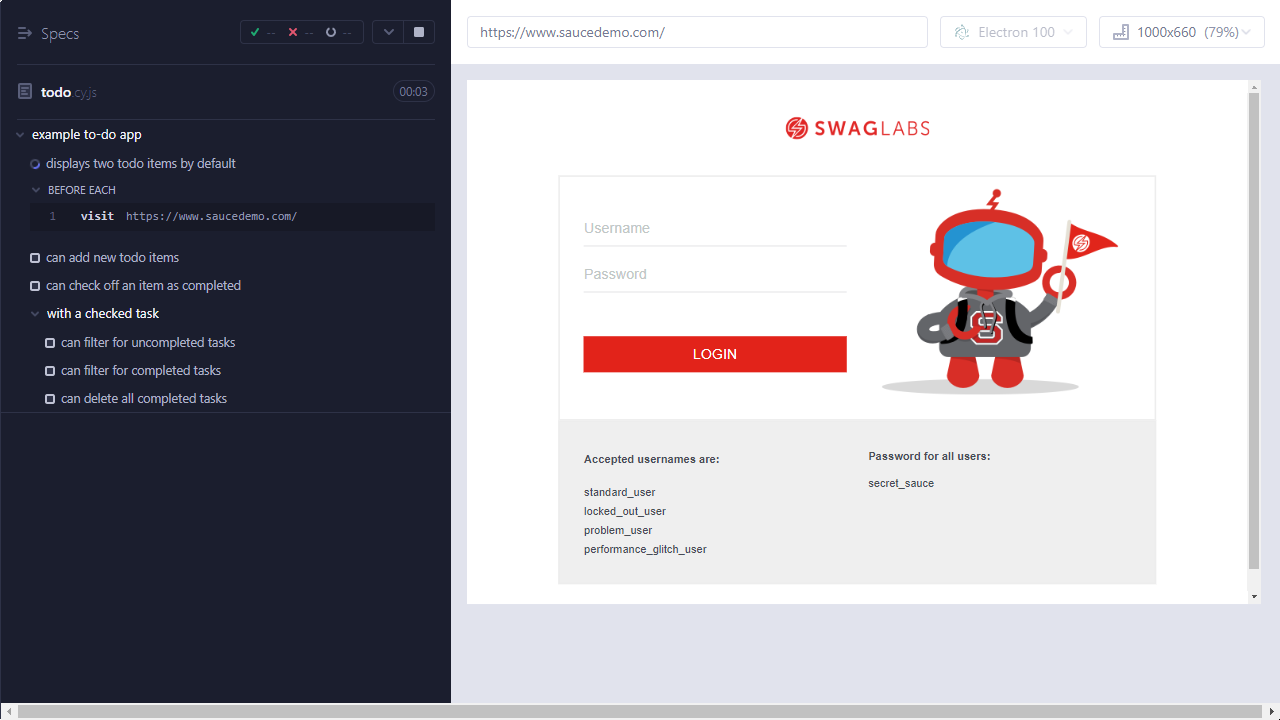 Specs
-- -- --
todo.cy.js
00:03
example to-do app
displays two todo items by default
BEFORE EACH
1 visit https://www.saucedemo.com/
can add new todo items
can check off an item as completed
with a checked task
can filter for uncompleted tasks
can filter for completed tasks
can delete all completed tasks
https://www.saucedemo.com/
Electron 100
1000x660 (79%)
SWAGLABS
Username
Password
LOGIN
S
Accepted usernames are:
standard_user
locked_out_user
problem_user
performance_glitch_user
Password for all users:
secret_sauce